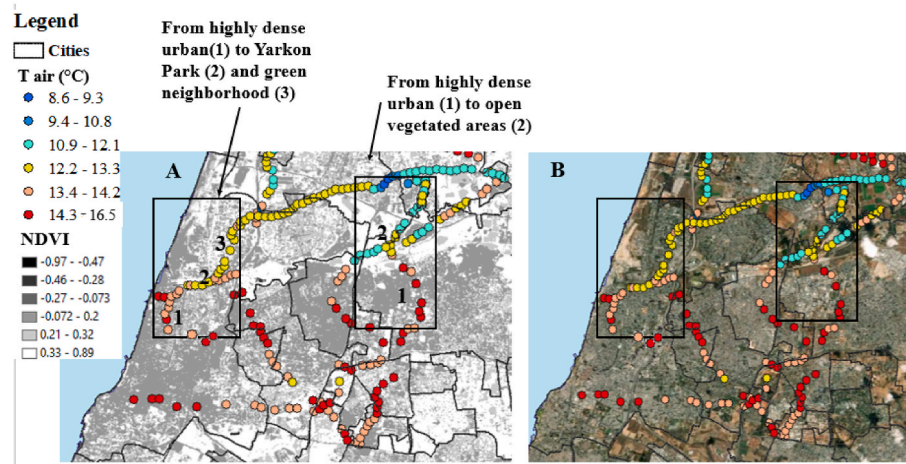 Legend
Cities
T air (°C)
8.6 - 9.3
9.4 - 10.8
10.9 - 12.1
12.2 - 13.3
13.4 - 14.2
14.3 - 16.5
NDVI
-0.97 - -0.47
-0.46 - -0.28
-0.27 - -0.073
-0.072 - 0.2
0.21 - 0.32
0.33 - 0.89
From highly dense
urban(1) to Yarkon
Park (2) and green
neighborhood (3)
From highly dense
urban (1) to open
vegetated areas (2)
A
3
2
1
2
1
B